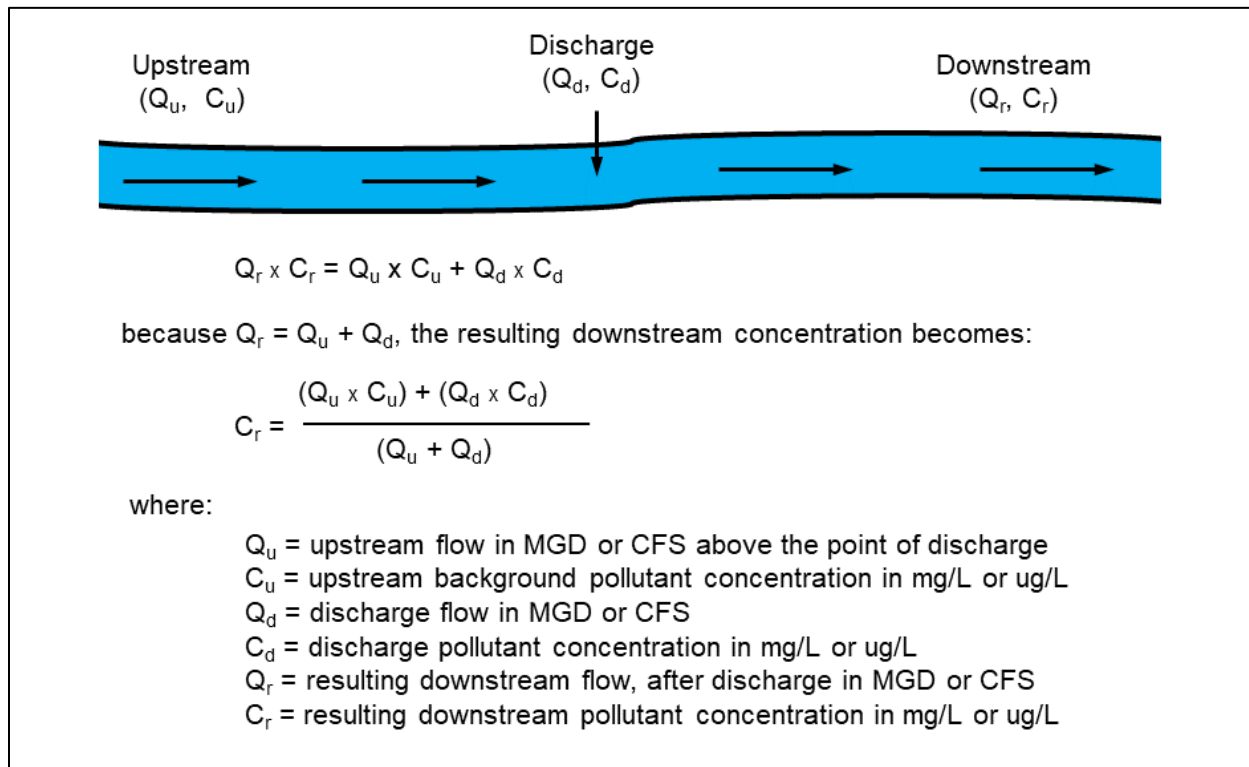 Upstream
(Qu, Cu)
Discharge
(Qd, Cd)
Downstream
(Qr, Cr)
Qr x Cr = Qu x Cu + Qd x Cd
because Qr = Qu + Qd, the resulting downstream concentration becomes:
(Qu x Cu) + (Qd x Cd)
Cr =
(Qu + Qd)
where:
Qu = upstream flow in MGD or CFS above the point of discharge
Cu = upstream background pollutant concentration in mg/L or ug/L
Qd = discharge flow in MGD or CFS
Cd = discharge pollutant concentration in mg/L or ug/L
Qr = resulting downstream flow, after discharge in MGD or CFS
Cr = resulting downstream pollutant concentration in mg/L or ug/L